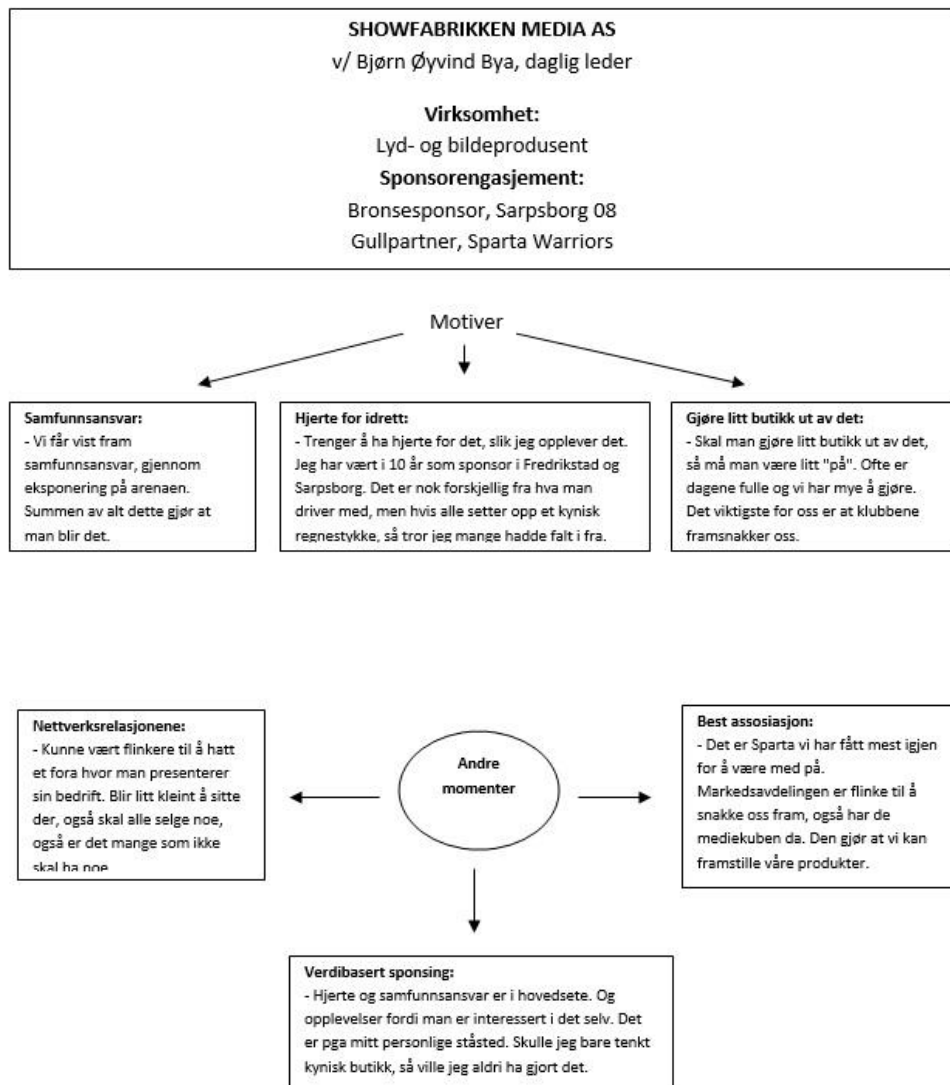 SHOWFABRIKKEN MEDIA AS
v/ Bjørn Øyvind Bya, daglig leder
Virksomhet:
Lyd- og bildeprodusent
Sponsorengasjement:
Bronsesponsor, Sarpsborg 08
Gullpartner, Sparta Warriors
Motiver
Samfunnsansvar:
- Vi får vist fram
samfunnsansvar, gjennom
eksponering på arenaen.
Summen av alt dette gjør at
man blir det.
Hjerte for idrett:
- Trenger å ha hjerte for det, slik jeg opplever det.
Jeg har vært i 10 år som sponsor i Fredrikstad og
Sarpsborg. Det er nok forskjellig fra hva man
driver med, men hvis alle setter opp et kynisk
regnestykke, så tror jeg mange hadde falt i fra.
Gjøre litt butikk ut av det:
- Skal man gjøre litt butikk ut av det,
så må man være litt "på". Ofte er
dagene fulle og vi har mye å gjøre.
Det viktigste for oss er at klubbene
framsnakker oss.
Nettverksrelasjonene:
- Kunne vært flinkere til å hatt
et fora hvor man presenterer
sin bedrift. Blir litt kleint å sitte
der, også skal alle selge noe,
også er det mange som ikke
skal ha noe
Andre
momenter
Best assosiasjon:
- Det er Sparta vi har fått mest igjen
for å være med på.
Markedsavdelingen er flinke til å
snakke oss fram, også har de
mediekuben da. Den gjør at vi kan
framstille våre produkter.
Verdibasert sponsing:
- Hjerte og samfunnsansvar er i hovedsete. Og
opplevelser fordi man er interessert i det selv. Det
er pga mitt personlige ståsted. Skulle jeg bare tenkt
kynisk butikk, så ville jeg aldri ha gjort det.